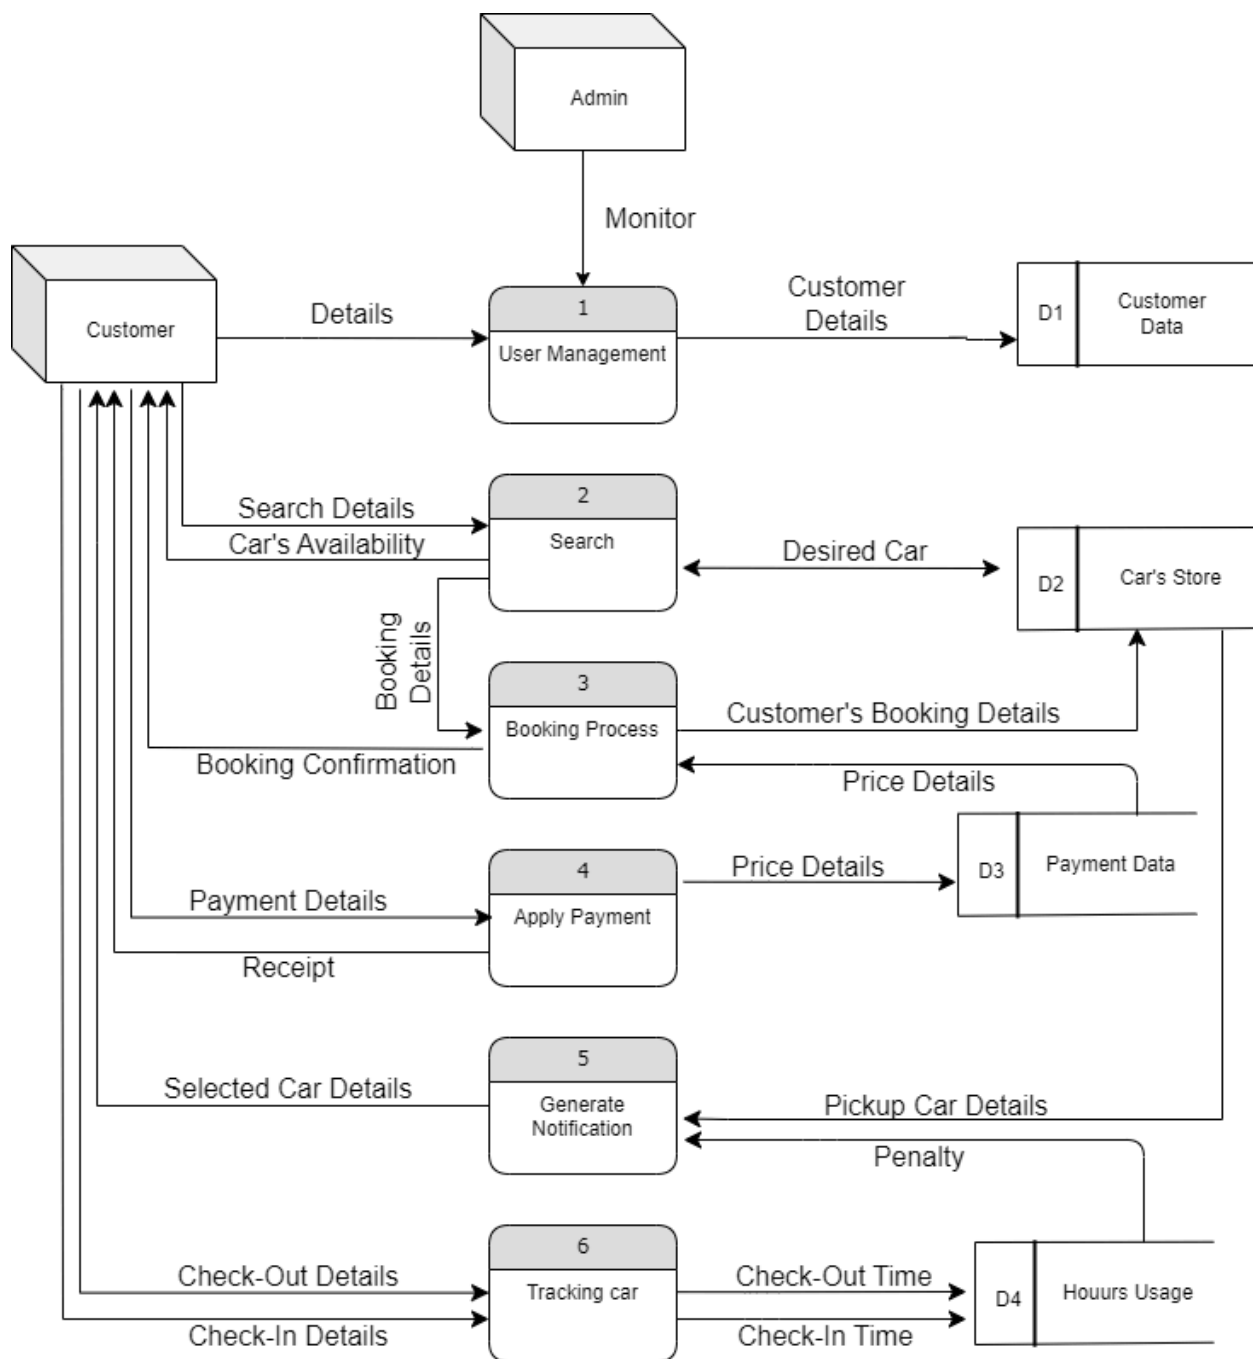 Admin
Monitor
Customer
Details
1
User Management
Customer
Details
D1
Customer
Data
2
Search
Search Details
Car's Availability
Desired Car
D2
Car's Store
Booking
Details
3
Booking Process
Customer's Booking Details
Booking Confirmation
Price Details
4
Apply Payment
Payment Details
Receipt
Price Details
D3
Payment Data
5
Generate
Notification
Selected Car Details
Pickup Car Details
Penalty
6
Tracking car
Check-Out Details
Check-In Details
Check-Out Time
Check-In Time
D4
Houurs Usage